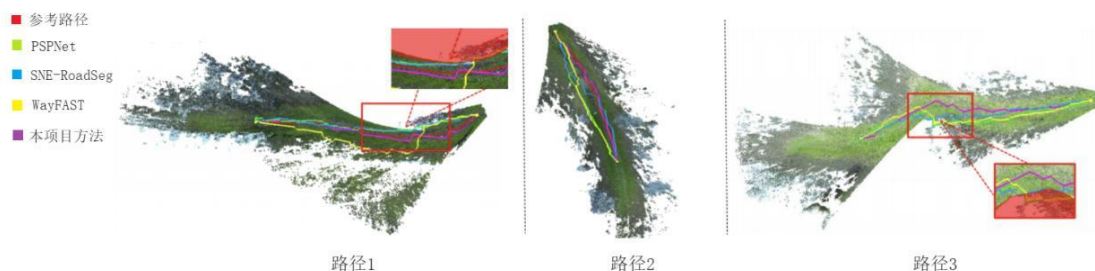 参考路径
PSPNet
SNE-RoadSeg
WayFAST
本项目方法
路径1
路径2
路径3